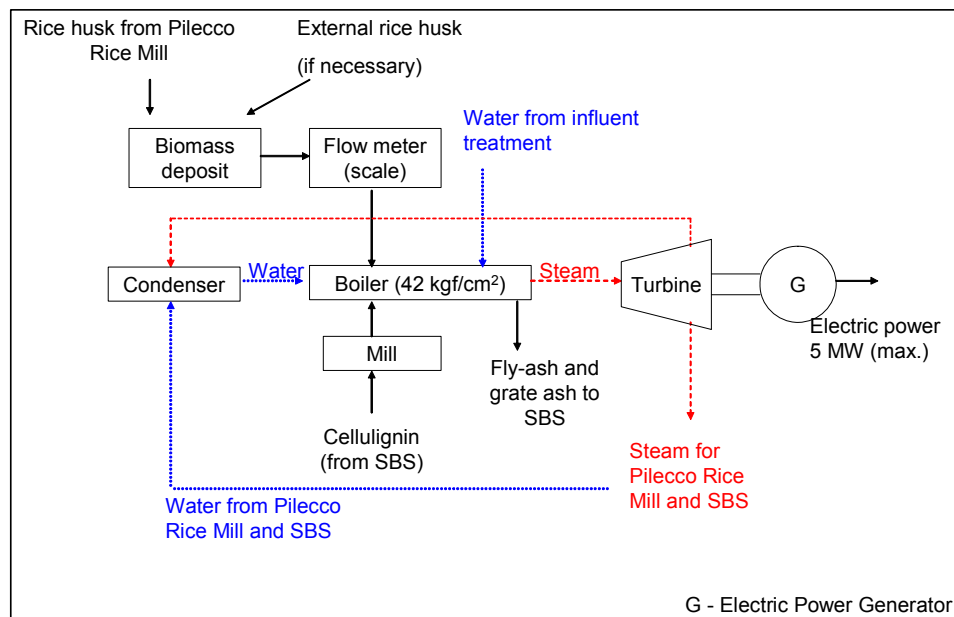 Rice husk from Pilecco
Rice Mill
External rice husk
(if necessary)
Water from influent
treatment
Biomass
deposit
Flow meter
(scale)
Condenser
Water
Boiler (42 kgf/cm²)
Steam
Turbine
G
Electric power
5 MW (max.)
Mill
Fly-ash and
grate ash to
SBS
Cellulignin
(from SBS)
Steam for
Pilecco Rice
Mill and SBS
Water from Pilecco
Rice Mill and SBS
G - Electric Power Generator